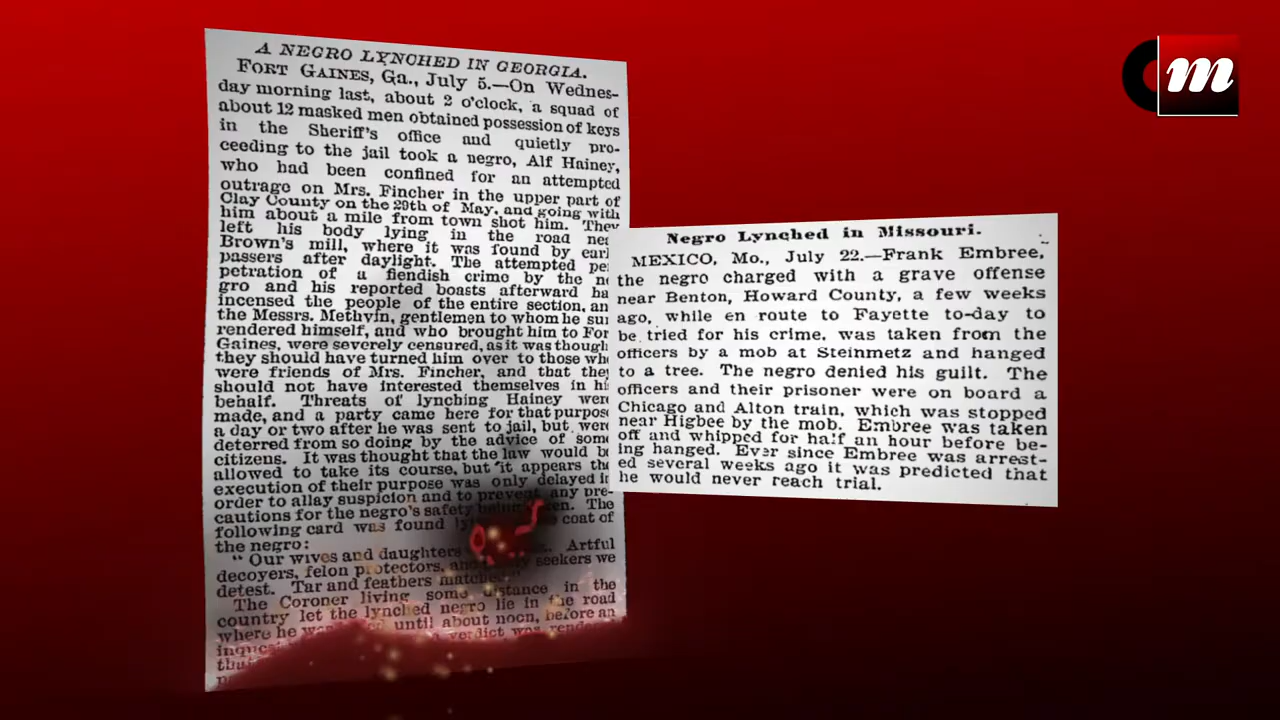 A NEGRO LYNCHED IN GEORGIA.
FORT GAINES, Ga., July 5.—On Wednes-
day morning last, about 2 o'clock, a squad of
about 12 masked men obtained possession of keys
in the Sheriff's office and quietly pro-
ceeding to the jail took a negro, Alf Hainey,
who had been confined for an attempted
outrage on Mrs. Fincher in the upper part of
Clay County on the 29th of May, and going with
him about a mile from town shot him. They
left his body lying in the road
Brown's mill, where it was found by
passers after daylight. The attempted
petration of a fiendish crime by the
gro and his reported boasts afterward
incensed the people of the entire section,
the Messrs. Methvin, gentlemen to whom he
rendered himself, and who brought him to
Gaines, were severely censured, as it was
they should have turned him over to those
were friends of Mrs. Fincher, and that
should not have interested themselves in
behalf. Threats of lynching Hainey
made, and a party came here for that
a day or two after he was sent to jail, but
deterred from so doing by the advice of
citizens. It was thought that the law would
allowed to take its course, but it appears
execution of their purpose was only delayed
order to allay suspicion and to prevent any pre-
cautions for the negro's safety being The
following card was found coat of
the negro:
"Our wives and daughters Artful
decoyers, felon protectors, and seekers we
detest. Tar and feathers
The Coroner living some distance in the
country let the lynched negro lie in the road
where he until about noon, before an
verdict was
Negro Lynched in Missouri.
MEXICO, Mo., July 22.—Frank Embree,
the negro charged with a grave offense
near Benton, Howard County, a few weeks
ago, while en route to Fayette to-day to
be tried for his crime, was taken from the
officers by a mob at Steinmetz and hanged
to a tree. The negro denied his guilt. The
officers and their prisoner were on board a
Chicago and Alton train, which was stopped
near Higbee by the mob. Embree was taken
off and whipped for half an hour before be-
ing hanged. Ever since Embree was arrest-
ed several weeks ago it was predicted that
he would never reach trial.
m